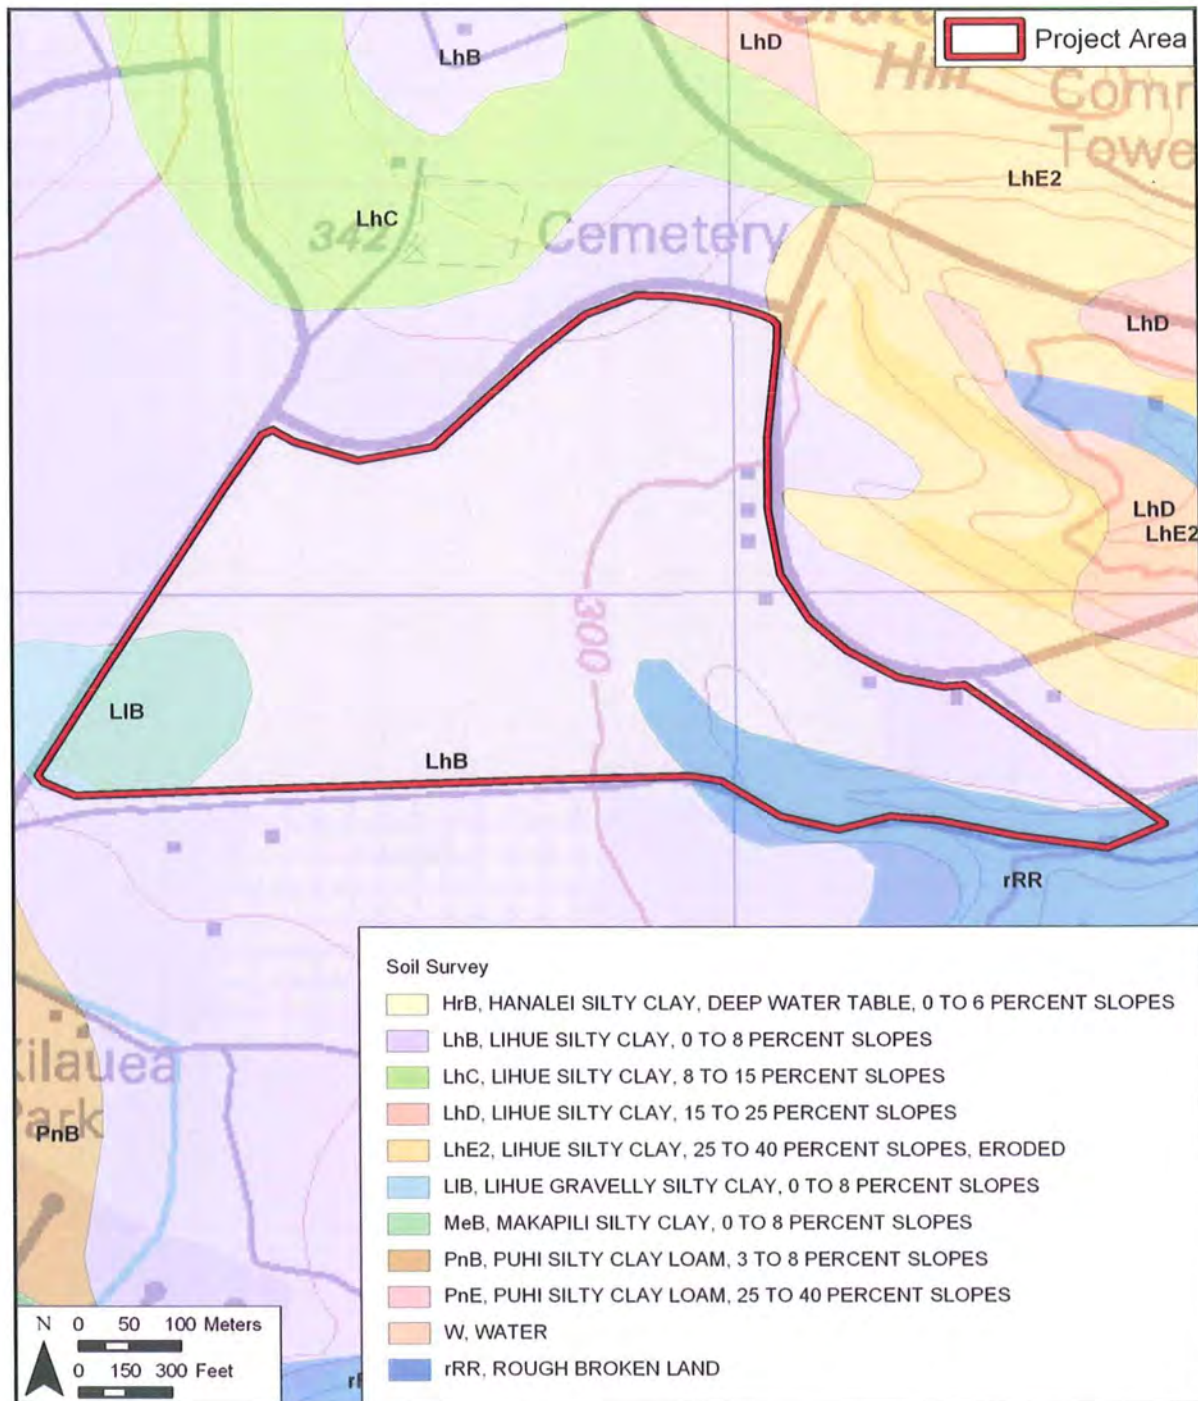 Crater
Hill
LhB
LhD
Project Area
Comm
Towe
LhE2
LhC
342
Cemetery
LhD
LhD
LhE2
300
LIB
LhB
rRR
Kilauea
Park
PnB
Soil Survey
HrB, HANALEI SILTY CLAY, DEEP WATER TABLE, 0 TO 6 PERCENT SLOPES
LhB, LIHUE SILTY CLAY, 0 TO 8 PERCENT SLOPES
LhC, LIHUE SILTY CLAY, 8 TO 15 PERCENT SLOPES
LhD, LIHUE SILTY CLAY, 15 TO 25 PERCENT SLOPES
LhE2, LIHUE SILTY CLAY, 25 TO 40 PERCENT SLOPES, ERODED
LIB, LIHUE GRAVELLY SILTY CLAY, 0 TO 8 PERCENT SLOPES
MeB, MAKAPILI SILTY CLAY, 0 TO 8 PERCENT SLOPES
PnB, PUHI SILTY CLAY LOAM, 3 TO 8 PERCENT SLOPES
PnE, PUHI SILTY CLAY LOAM, 25 TO 40 PERCENT SLOPES
W, WATER
rRR, ROUGH BROKEN LAND
N 0 50 100 Meters
0 150 300 Feet